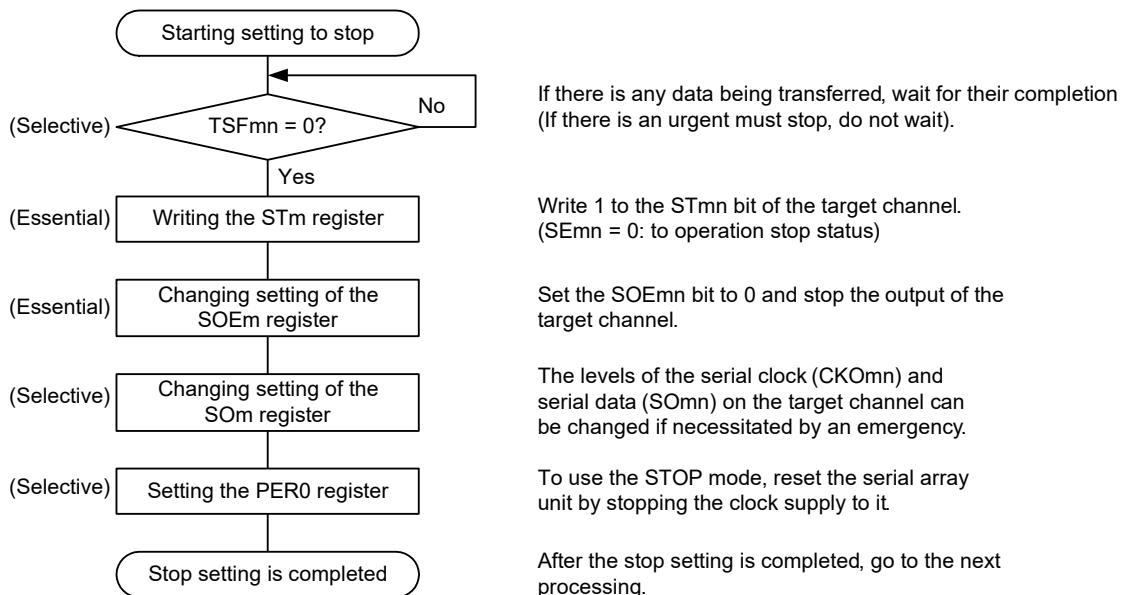 Starting setting to stop
No
If there is any data being transferred, wait for their completion
(If there is an urgent must stop, do not wait).
(Selective)
TSFmn = 0?
Yes
(Essential)
Writing the STm register
Write 1 to the STmn bit of the target channel.
(SEmn = 0: to operation stop status)
(Essential)
Changing setting of the
SOEm register
Set the SOEmn bit to 0 and stop the output of the
target channel.
(Selective)
Changing setting of the
SOm register
The levels of the serial clock (CKOmn) and
serial data (SOmn) on the target channel can
be changed if necessitated by an emergency.
(Selective)
Setting the PER0 register
To use the STOP mode, reset the serial array
unit by stopping the clock supply to it.
Stop setting is completed
After the stop setting is completed, go to the next
processing.